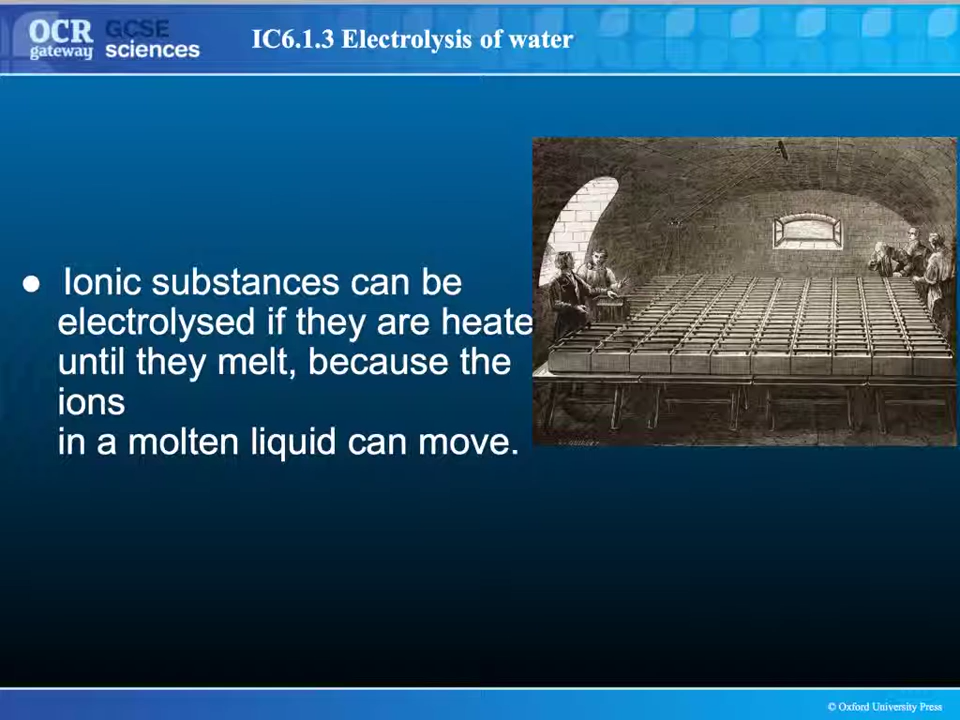 OCR
gateway
GCSE
sciences
IC6.1.3 Electrolysis of water
● Ionic substances can be
electrolysed if they are heate
until they melt, because the
ions
in a molten liquid can move.
© Oxford University Press